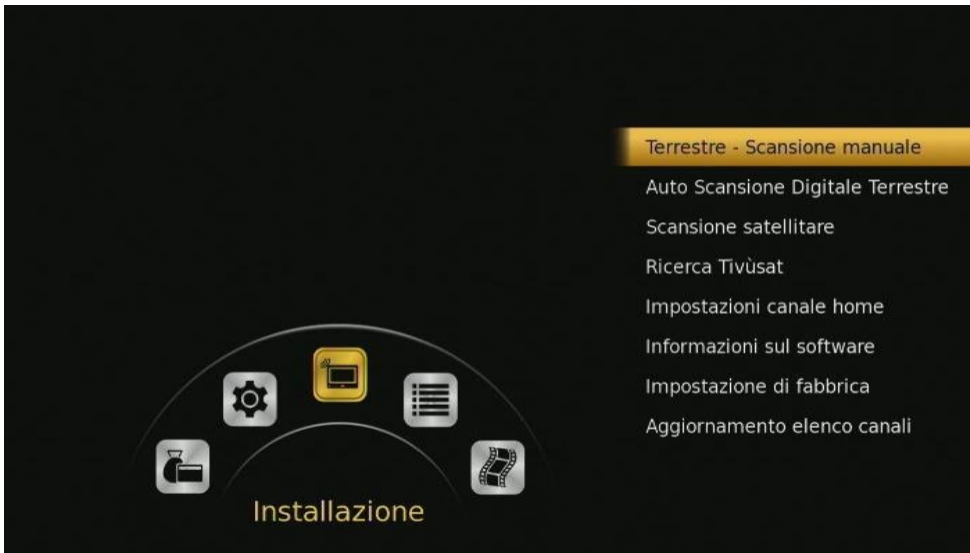 Terrestre - Scansione manuale
Auto Scansione Digitale Terrestre
Scansione satellitare
Ricerca Tivùsat
Impostazioni canale home
Informazioni sul software
Impostazione di fabbrica
Aggiornamento elenco canali
Installazione